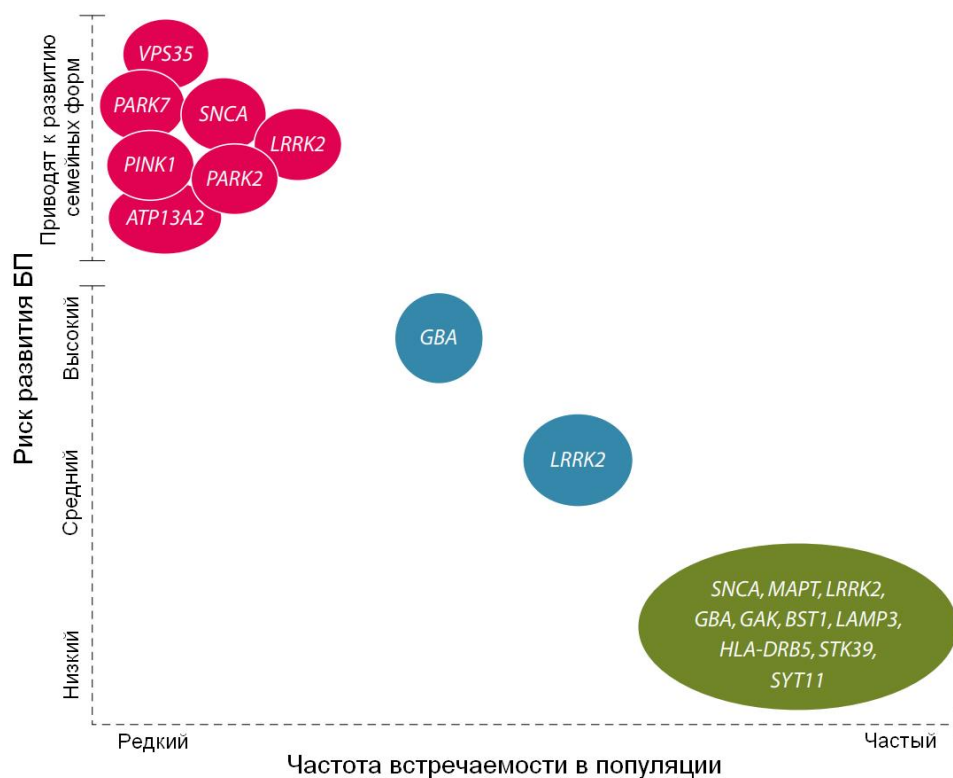 Риск развития БП
Приводят к развитию
семейных форм
Высокий
Средний
Низкий
VPS35
PARK7
SNCA
LRRK2
PINK1
PARK2
ATP13A2
GBA
LRRK2
SNCA, MAPT, LRRK2,
GBA, GAK, BST1, LAMP3,
HLA-DRB5, STK39,
SYT11
Редкий
Частый
Частота встречаемости в популяции